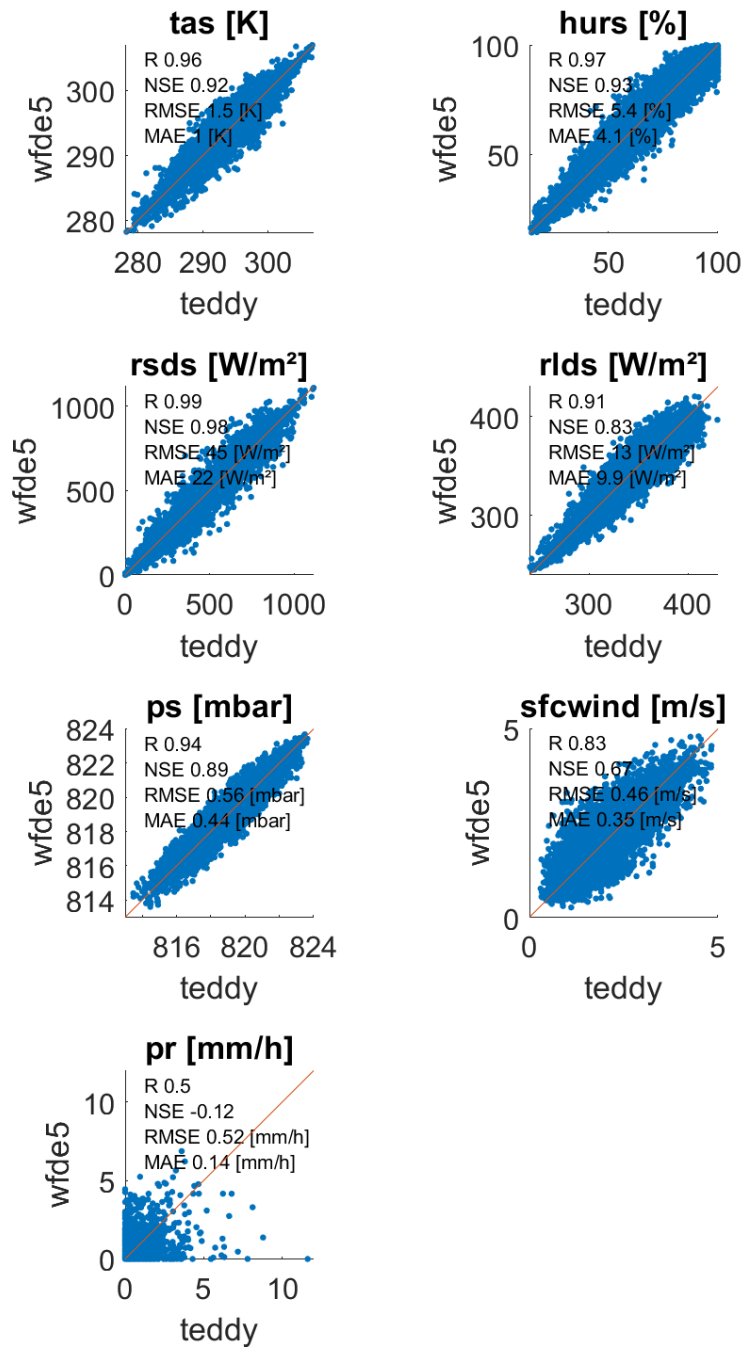 tas [K]
R 0.96
NSE 0.92
RMSE 1.5 [K]
MAE 1 [K]
300
290
280
wfde5
280 290 300
teddy
hurs [%]
R 0.97
NSE 0.93
RMSE 5.4 [%]
MAE 4.1 [%]
100
50
wfde5
50 100
teddy
rsds [W/m²]
R 0.99
NSE 0.98
RMSE 45 [W/m²]
MAE 22 [W/m²]
1000
500
0
wfde5
0 500 1000
teddy
rlds [W/m²]
R 0.91
NSE 0.83
RMSE 13 [W/m²]
MAE 9.9 [W/m²]
400
300
wfde5
300 400
teddy
ps [mbar]
R 0.94
NSE 0.89
RMSE 0.56 [mbar]
MAE 0.44 [mbar]
824
822
820
818
816
814
wfde5
816 820 824
teddy
sfcwind [m/s]
R 0.83
NSE 0.67
RMSE 0.46 [m/s]
MAE 0.35 [m/s]
5
0
wfde5
0 5
teddy
pr [mm/h]
R 0.5
NSE -0.12
RMSE 0.52 [mm/h]
MAE 0.14 [mm/h]
10
5
0
wfde5
0 5 10
teddy